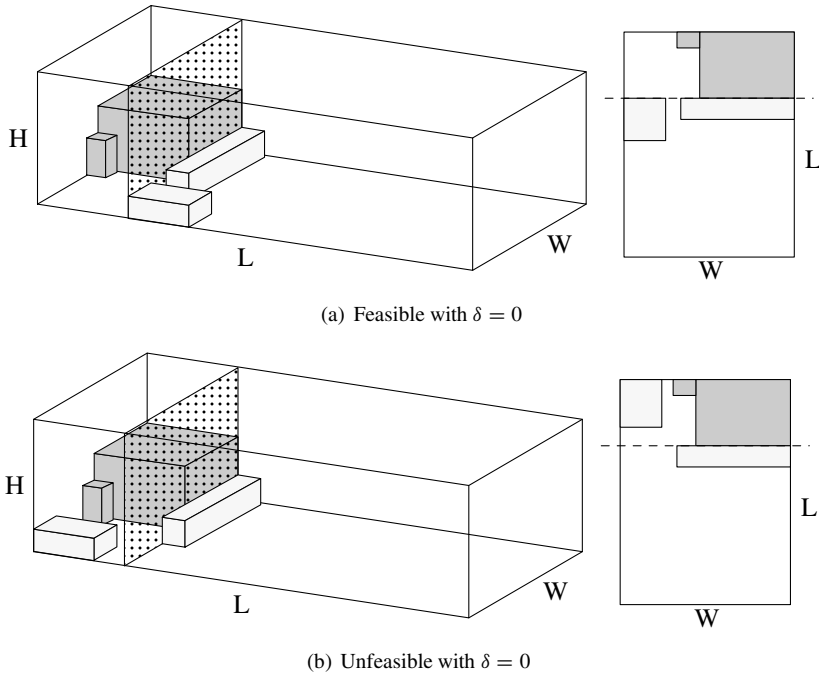 H
L
W
L
W
(a) Feasible with δ = 0
H
L
W
L
W
(b) Unfeasible with δ = 0